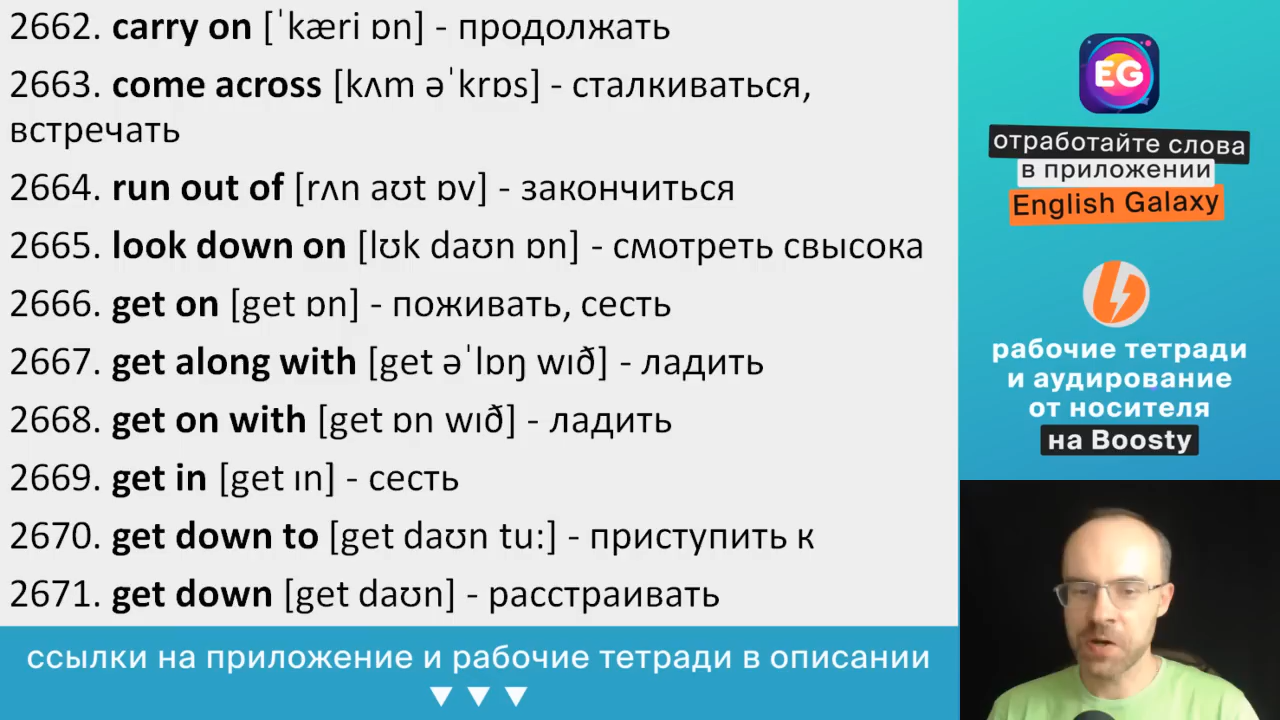 2662. carry on [ˈkæri ɒn] - продолжать
2663. come across [kʌm əˈkrɒs] - сталкиваться,
встречать
2664. run out of [rʌn aʊt ɒv] - закончиться
2665. look down on [lʊk daʊn ɒn] - смотреть свысока
2666. get on [get ɒn] - поживать, сесть
2667. get along with [get əˈlɒŋ wɪð] - ладить
2668. get on with [get ɒn wɪð] - ладить
2669. get in [get ɪn] - сесть
2670. get down to [get daʊn tu:] - приступить к
2671. get down [get daʊn] - расстраивать
ссылки на приложение и рабочие тетради в описании
EG
отработайте слова
в приложении
English Galaxy
рабочие тетради
и аудирование
от носителя
на Boosty